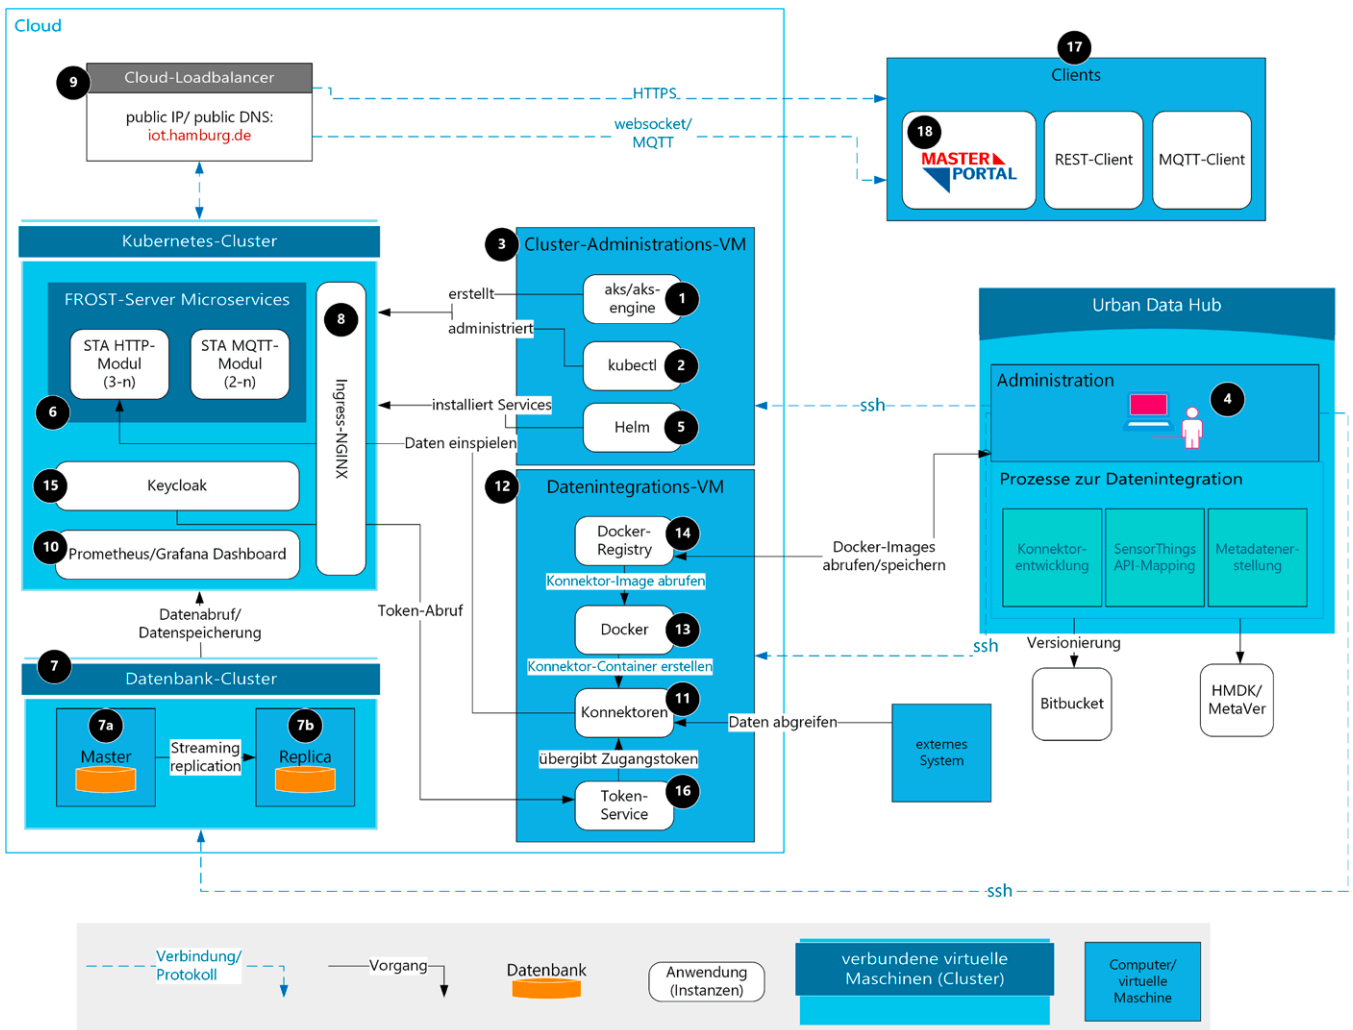 Cloud
9
Cloud-Loadbalancer
public IP/ public DNS:
iot.hamburg.de
HTTPS
websocket/
MQTT
17
Clients
18
MASTER
PORTAL
REST-Client
MQTT-Client
Kubernetes-Cluster
FROST-Server Microservices
STA HTTP-
Modul
(3-n)
STA MQTT-
Modul
(2-n)
6
8
Ingress-NGINX
15
Keycloak
10
Prometheus/Grafana Dashboard
3
Cluster-Administrations-VM
erstellt
aks/aks-
engine
1
administriert
kubectl
2
installiert Services
Helm
5
Daten einspielen
ssh
Urban Data Hub
Administration
4
Prozesse zur Datenintegration
Konnektor-
entwicklung
SensorThings
API-Mapping
Metadatener-
stellung
12
Datenintegrations-VM
Docker-
Registry
14
Docker-Images
abrufen/speichern
Konnektor-Image abrufen
Token-Abruf
Docker
13
Konnektor-Container erstellen
ssh
Versionierung
Bitbucket
HMDK/
MetaVer
Konnektoren
11
Daten abgreifen
externes
System
übergibt Zugangstoken
Token-
Service
16
Datenabruf/
Datenspeicherung
7
Datenbank-Cluster
7a
Master
Streaming
replication
7b
Replica
ssh
Verbindung/
Protokoll
Vorgang
Datenbank
Anwendung
(Instanzen)
verbundene virtuelle
Maschinen (Cluster)
Computer/
virtuelle
Maschine